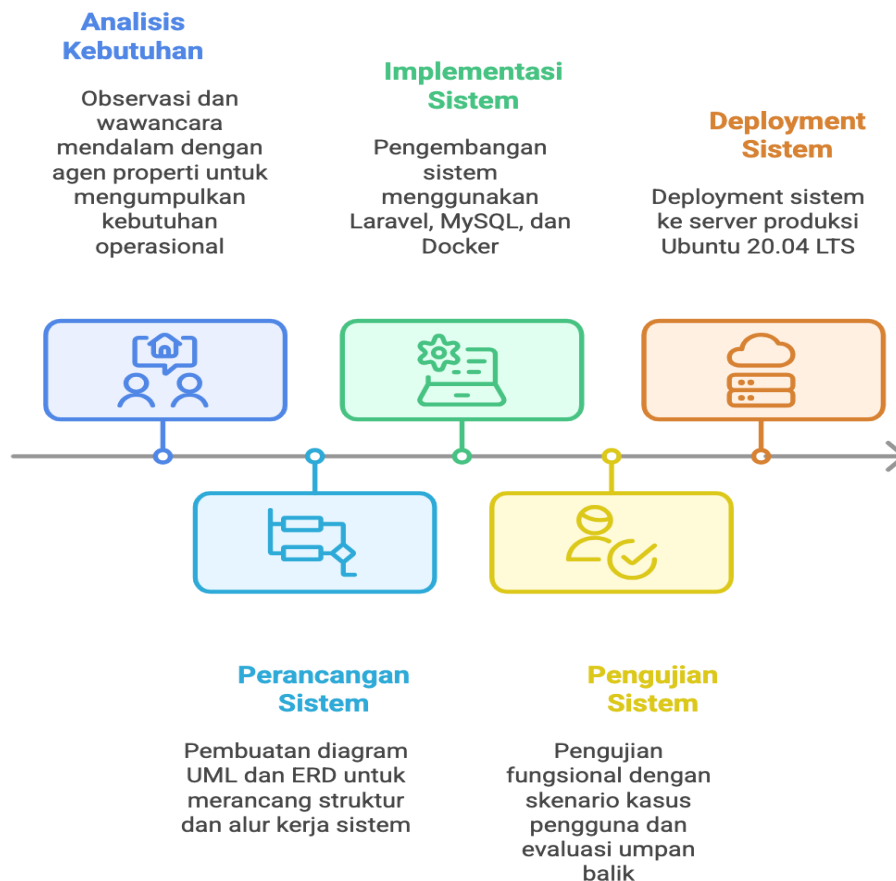 Analisis
Kebutuhan
Observasi dan
wawancara
mendalam dengan
agen properti untuk
mengumpulkan
kebutuhan
operasional
Perancangan
Sistem
Pembuatan diagram
UML dan ERD untuk
merancang struktur
dan alur kerja sistem
Implementasi
Sistem
Pengembangan
sistem
menggunakan
Laravel, MySQL, dan
Docker
Pengujian
Sistem
Pengujian
fungsional dengan
skenario kasus
pengguna dan
evaluasi umpan
balik
Deployment
Sistem
Deployment sistem
ke server produksi
Ubuntu 20.04 LTS